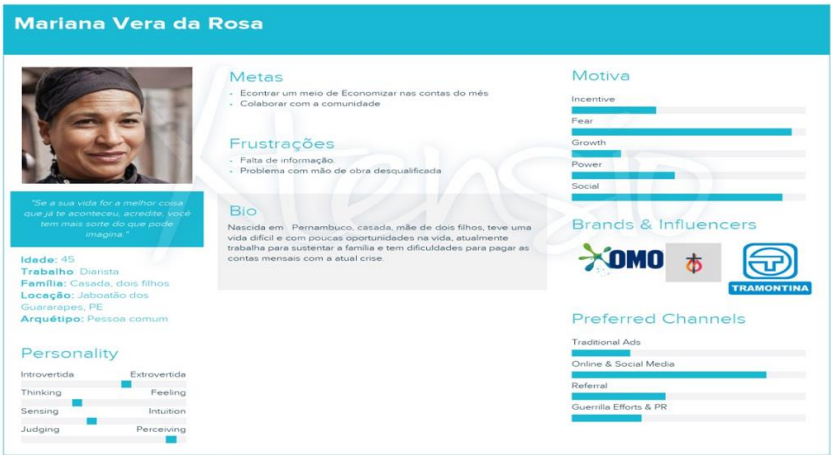 Mariana Vera da Rosa
"Se a sua vida for a melhor coisa
que já te aconteceu, acredite, você
tem mais sorte do que pode
imagina."
Idade: 45
Trabalho: Diarista
Família: Casada, dois filhos
Locação: Jaboatão dos
Guararapes, PE
Arquétipo: Pessoa comum
Personality
Introvertida Extrovertida
Thinking Feeling
Sensing Intuition
Judging Perceiving
Metas
Econtrar um meio de Economizar nas contas do mês
Colaborar com a comunidade
Frustrações
Falta de informação
Problema com mão de obra desqualificada
Bio
Nascida em Pernambuco, casada, mãe de dois filhos, teve uma
vida difícil e com poucas oportunidades na vida, atualmente
trabalha para sustentar a família e tem dificuldades para pagar as
contas mensais com a atual crise.
Motiva
Incentive
Fear
Growth
Power
Social
Brands & Influencers
OMO
TRAMONTINA
Preferred Channels
Traditional Ads
Online & Social Media
Referral
Guerrilla Efforts & PR
Xtensio